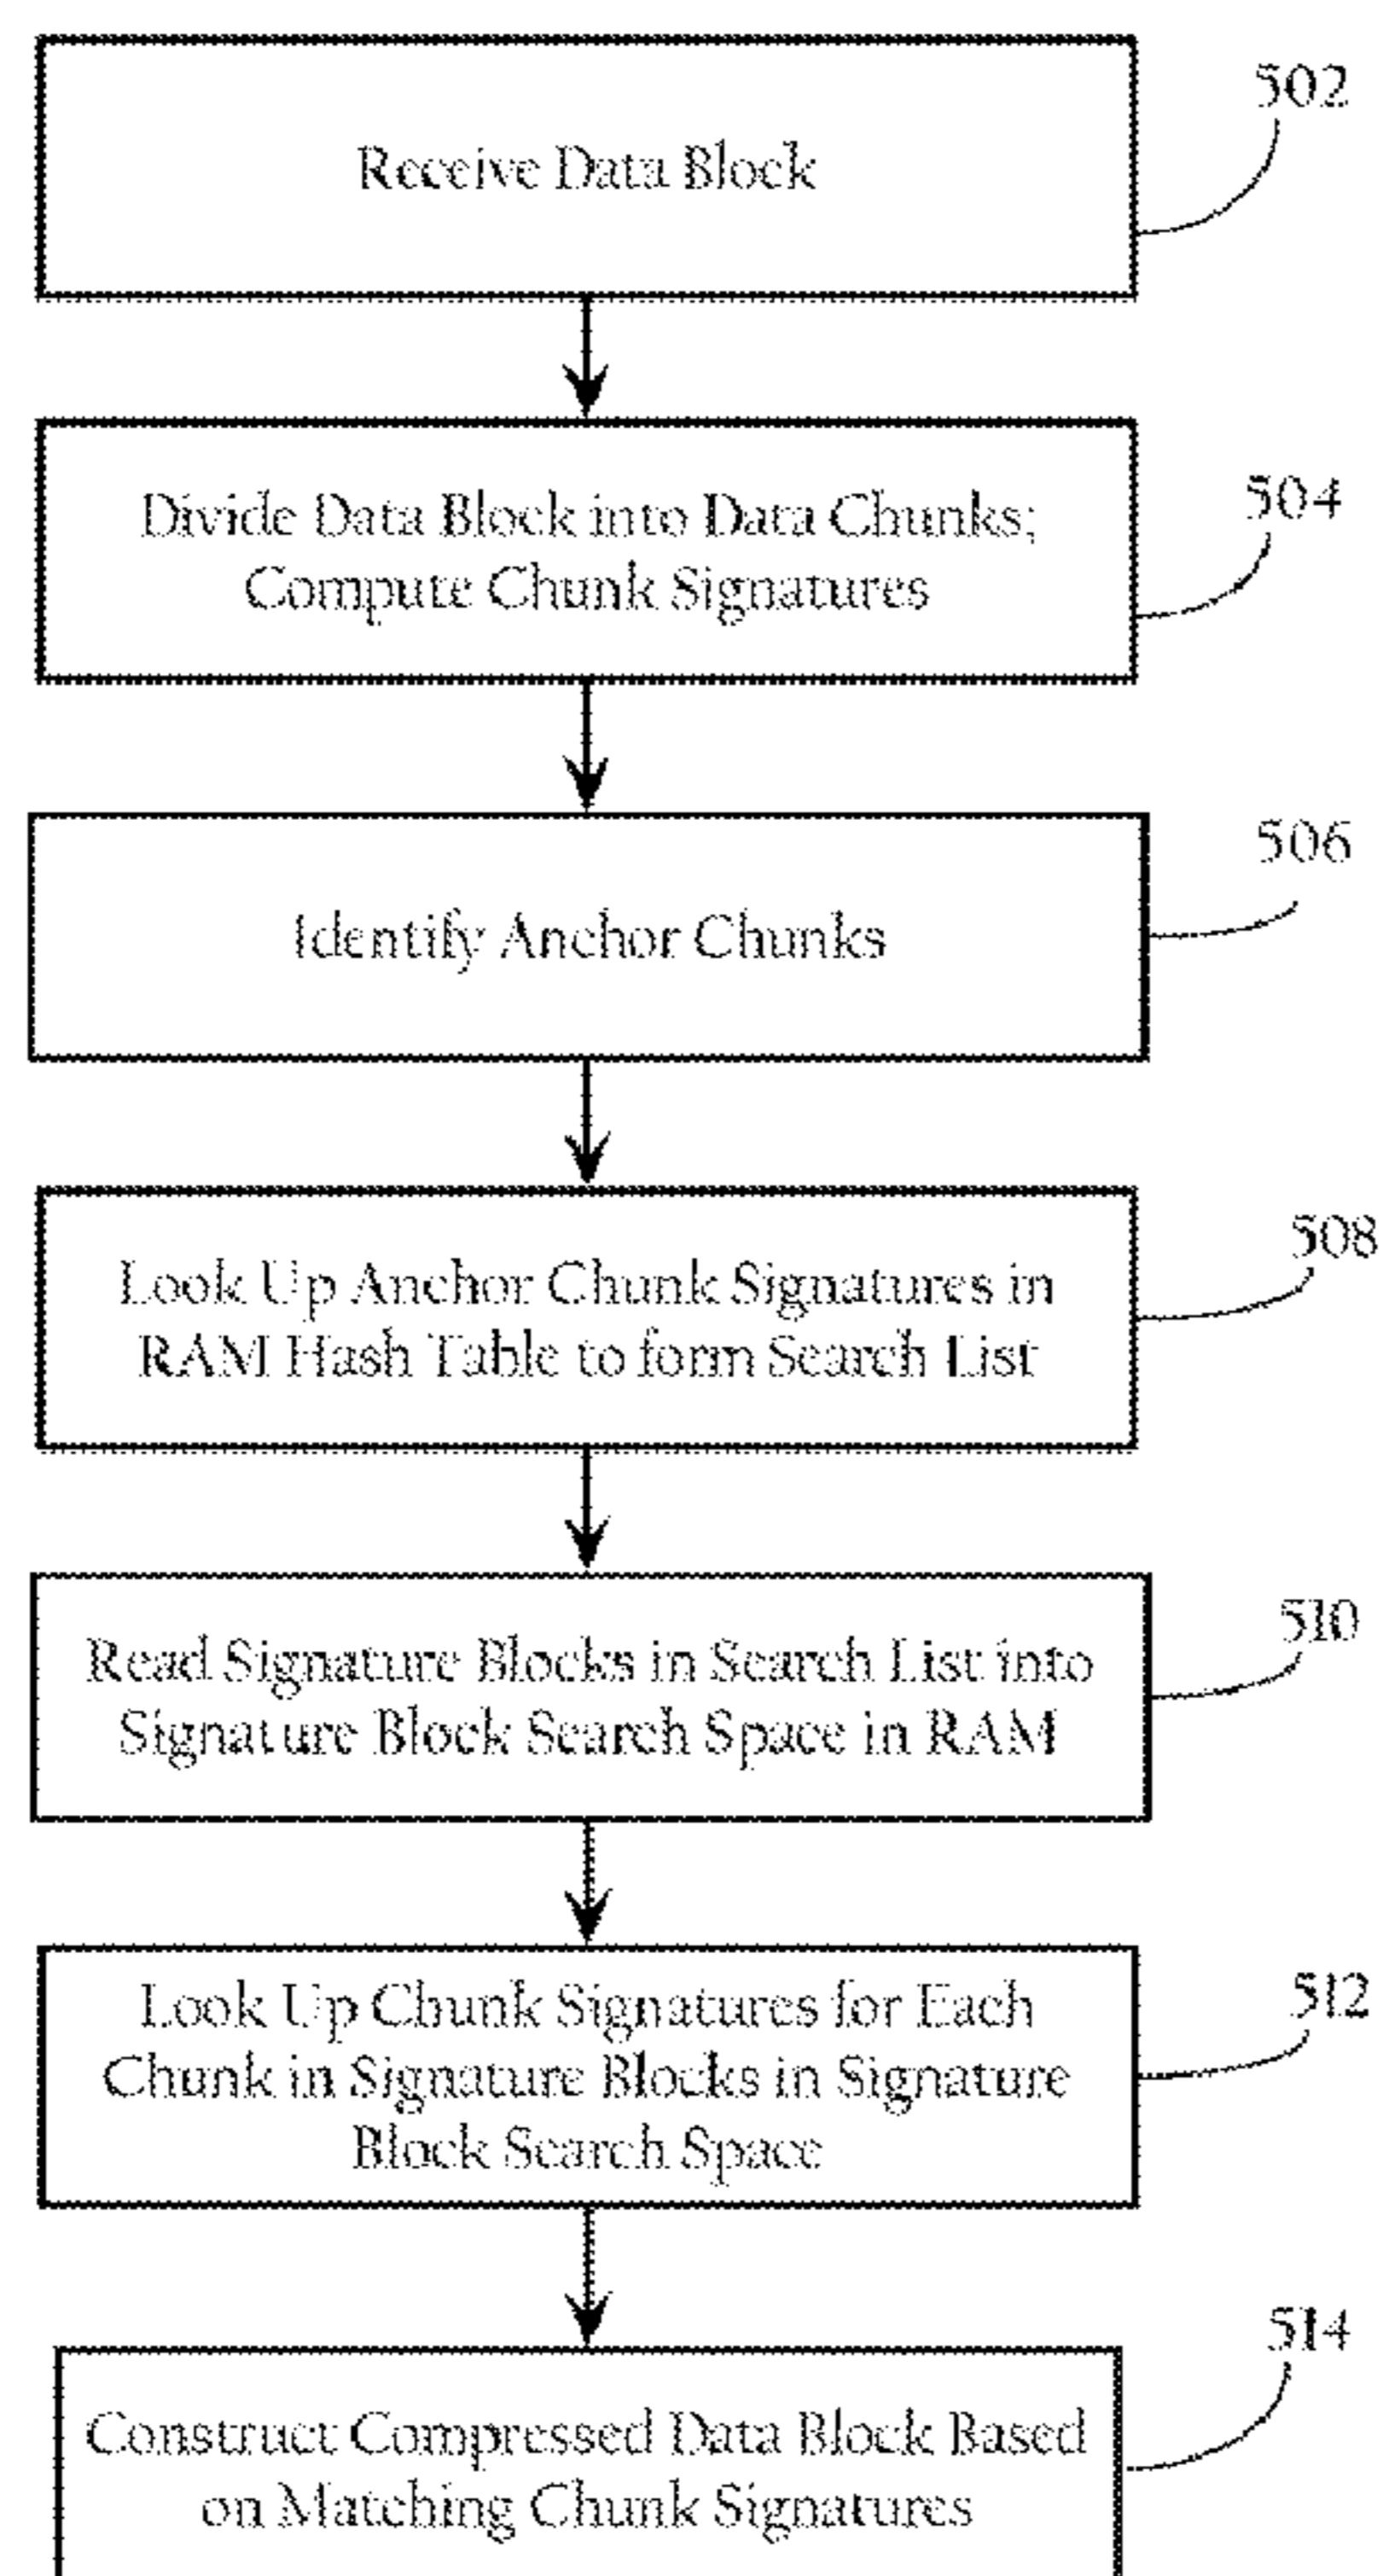 502
Receive Data Block
504
Divide Data Block into Data Chunks;
Compute Chunk Signatures
506
Identify Anchor Chunks
508
Look Up Anchor Chunk Signatures in
RAM Hash Table to form Search List
510
Read Signature Blocks in Search List into
Signature Block Search Space in RAM
512
Look Up Chunk Signatures for Each
Chunk in Signature Blocks in Signature
Block Search Space
514
Construct Compressed Data Block Based
on Matching Chunk Signatures